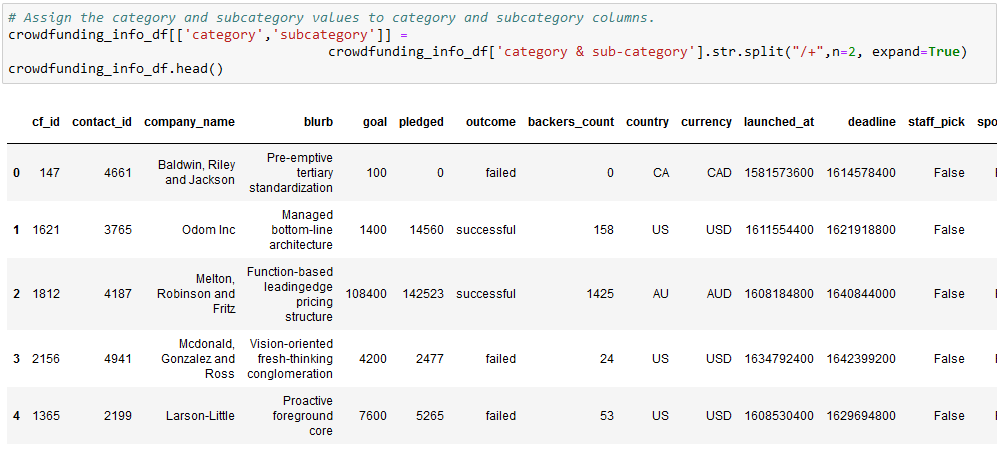 # Assign the category and subcategory values to category and subcategory columns.
crowdfunding_info_df[['category','subcategory']] =
crowdfunding_info_df['category & sub-category'].str.split("/+",n=2, expand=True)
crowdfunding_info_df.head()
cf_id contact_id company_name blurb goal pledged outcome backers_count country currency launched_at deadline staff_pick spo
0 147 4661 Baldwin, Riley and Jackson Pre-emptive tertiary standardization 100 0 failed 0 CA CAD 1581573600 1614578400 False
1 1621 3765 Odom Inc Managed bottom-line architecture 1400 14560 successful 158 US USD 1611554400 1621918800 False
2 1812 4187 Melton, Robinson and Fritz Function-based leadingedge pricing structure 108400 142523 successful 1425 AU AUD 1608184800 1640844000 False
3 2156 4941 Mcdonald, Gonzalez and Ross Vision-oriented fresh-thinking conglomeration 4200 2477 failed 24 US USD 1634792400 1642399200 False
4 1365 2199 Larson-Little Proactive foreground core 7600 5265 failed 53 US USD 1608530400 1629694800 False